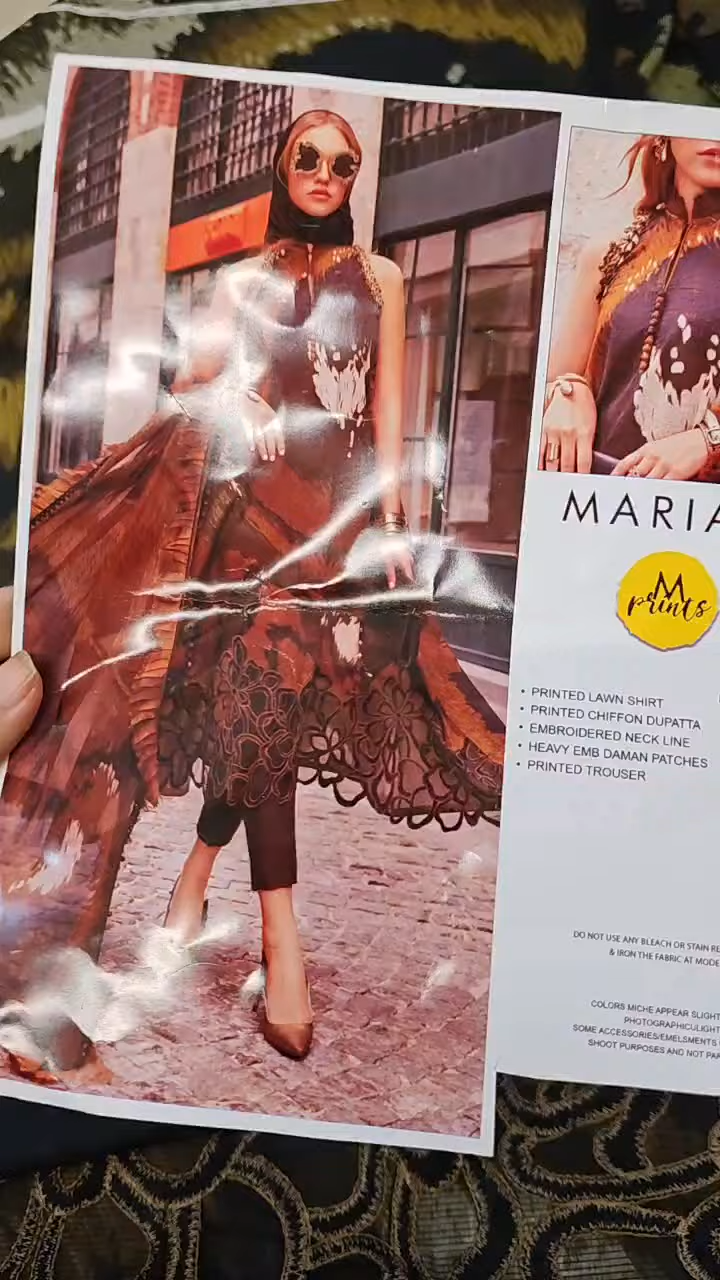 MARIA
M
prints
• PRINTED LAWN SHIRT
• PRINTED CHIFFON DUPATTA
• EMBROIDERED NECK LINE
• HEAVY EMB DAMAN PATCHES
• PRINTED TROUSER
DO NOT USE ANY BLEACH OR STAIN RE
& IRON THE FABRIC AT MODE
COLORS MICHE APPEAR SLIGHT
PHOTOGRAPHICULIGHT
SOME ACCESSORIES/EMELSMENTS
SHOOT PURPOSES AND NOT PA